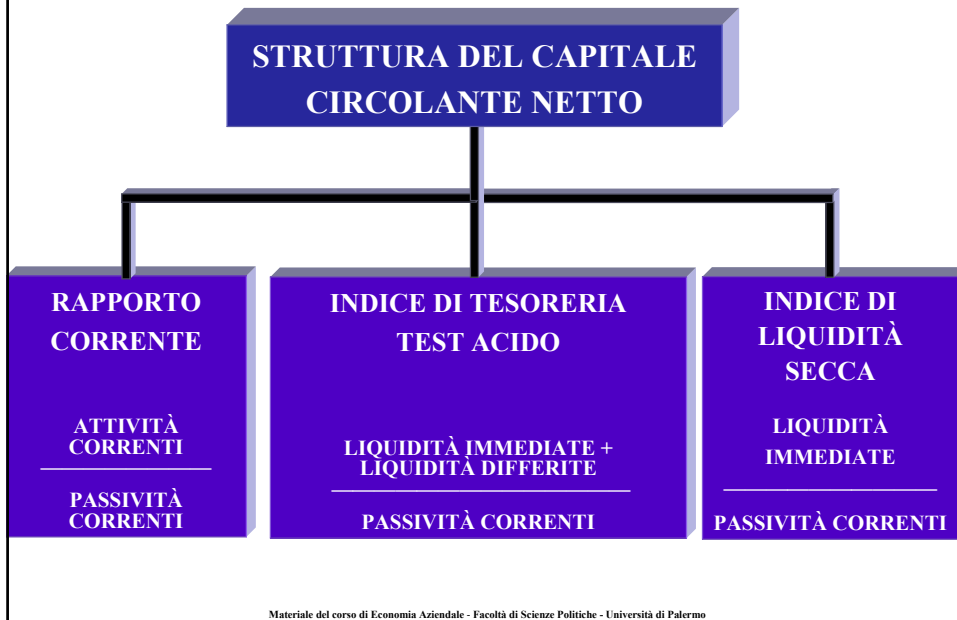 STRUTTURA DEL CAPITALE
CIRCOLANTE NETTO
RAPPORTO
CORRENTE
ATTIVITÀ
CORRENTI
PASSIVITÀ
CORRENTI
INDICE DI TESORERIA
TEST ACIDO
LIQUIDITÀ IMMEDIATE +
LIQUIDITÀ DIFFERITE
PASSIVITÀ CORRENTI
INDICE DI
LIQUIDITÀ
SECCA
LIQUIDITÀ
IMMEDIATE
PASSIVITÀ CORRENTI
Materiale del corso di Economia Aziendale - Facoltà di Scienze Politiche - Università di Palermo